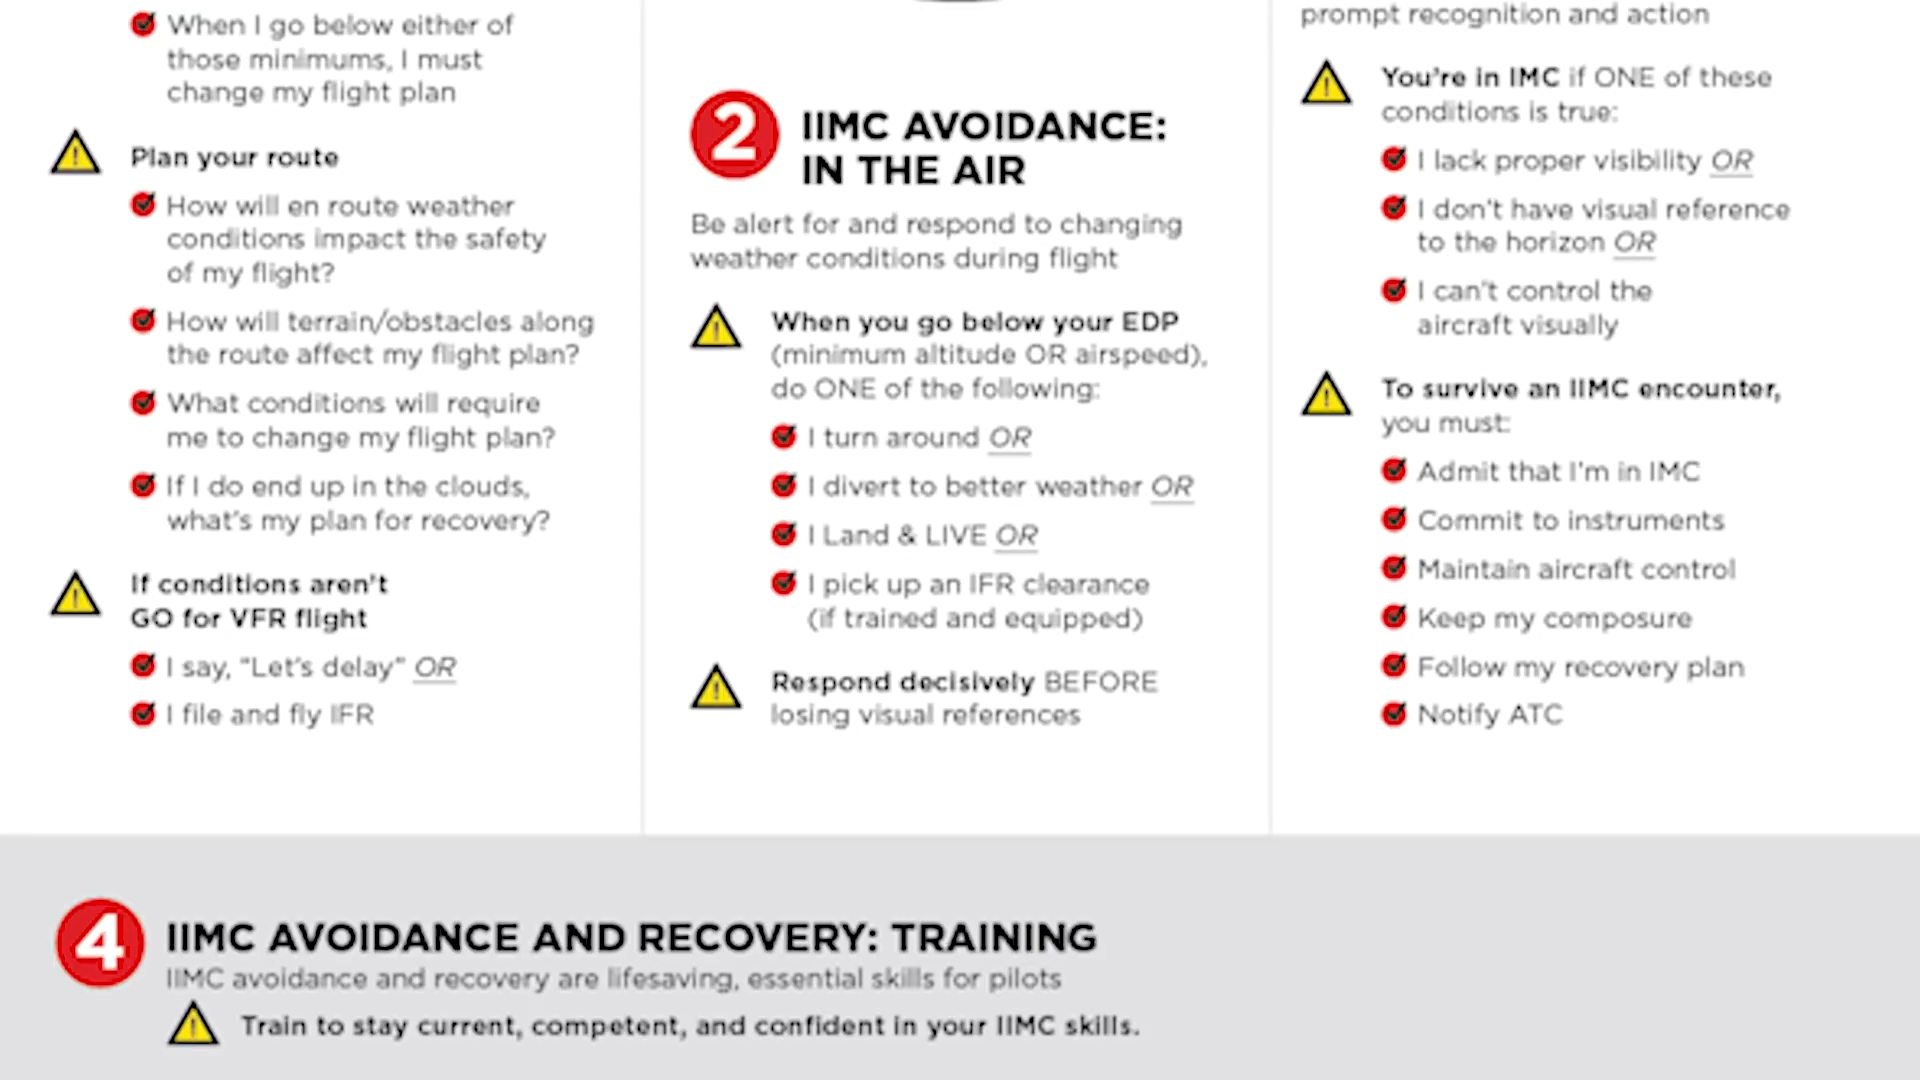 When I go below either of
those minimums, I must
change my flight plan
Plan your route
How will en route weather
conditions impact the safety
of my flight?
How will terrain/obstacles along
the route affect my flight plan?
What conditions will require
me to change my flight plan?
If I do end up in the clouds,
what's my plan for recovery?
If conditions aren't
GO for VFR flight
I say, "Let's delay" OR
I file and fly IFR
2
IIMC AVOIDANCE:
IN THE AIR
Be alert for and respond to changing
weather conditions during flight
When you go below your EDP
(minimum altitude OR airspeed),
do ONE of the following:
I turn around OR
I divert to better weather OR
I Land & LIVE OR
I pick up an IFR clearance
(if trained and equipped)
Respond decisively BEFORE
losing visual references
prompt recognition and action
You're in IMC if ONE of these
conditions is true:
I lack proper visibility OR
I don't have visual reference
to the horizon OR
I can't control the
aircraft visually
To survive an IIMC encounter,
you must:
Admit that I'm in IMC
Commit to instruments
Maintain aircraft control
Keep my composure
Follow my recovery plan
Notify ATC
4
IIMC AVOIDANCE AND RECOVERY: TRAINING
IIMC avoidance and recovery are lifesaving, essential skills for pilots
Train to stay current, competent, and confident in your IIMC skills.